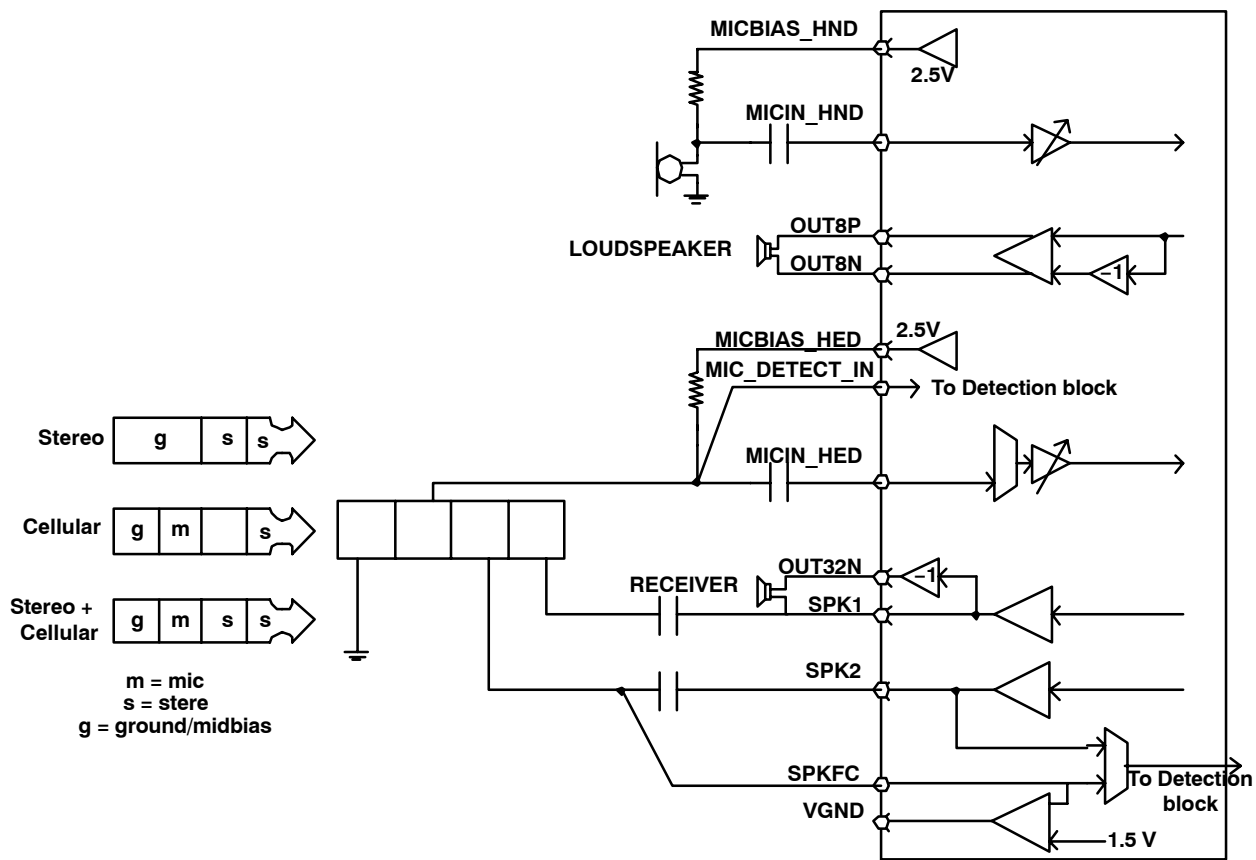 MICBIAS_HND
2.5V
MICIN_HND
OUT8P
LOUDSPEAKER
OUT8N
−1
MICBIAS_HED
2.5V
MIC_DETECT_IN
To Detection block
Stereo
g s s
MICIN_HED
Cellular
g m s
OUT32N
−1
RECEIVER
SPK1
Stereo +
Cellular
g m s s
SPK2
m = mic
s = stere
g = ground/midbias
SPKFC
To Detection
block
VGND
1.5 V